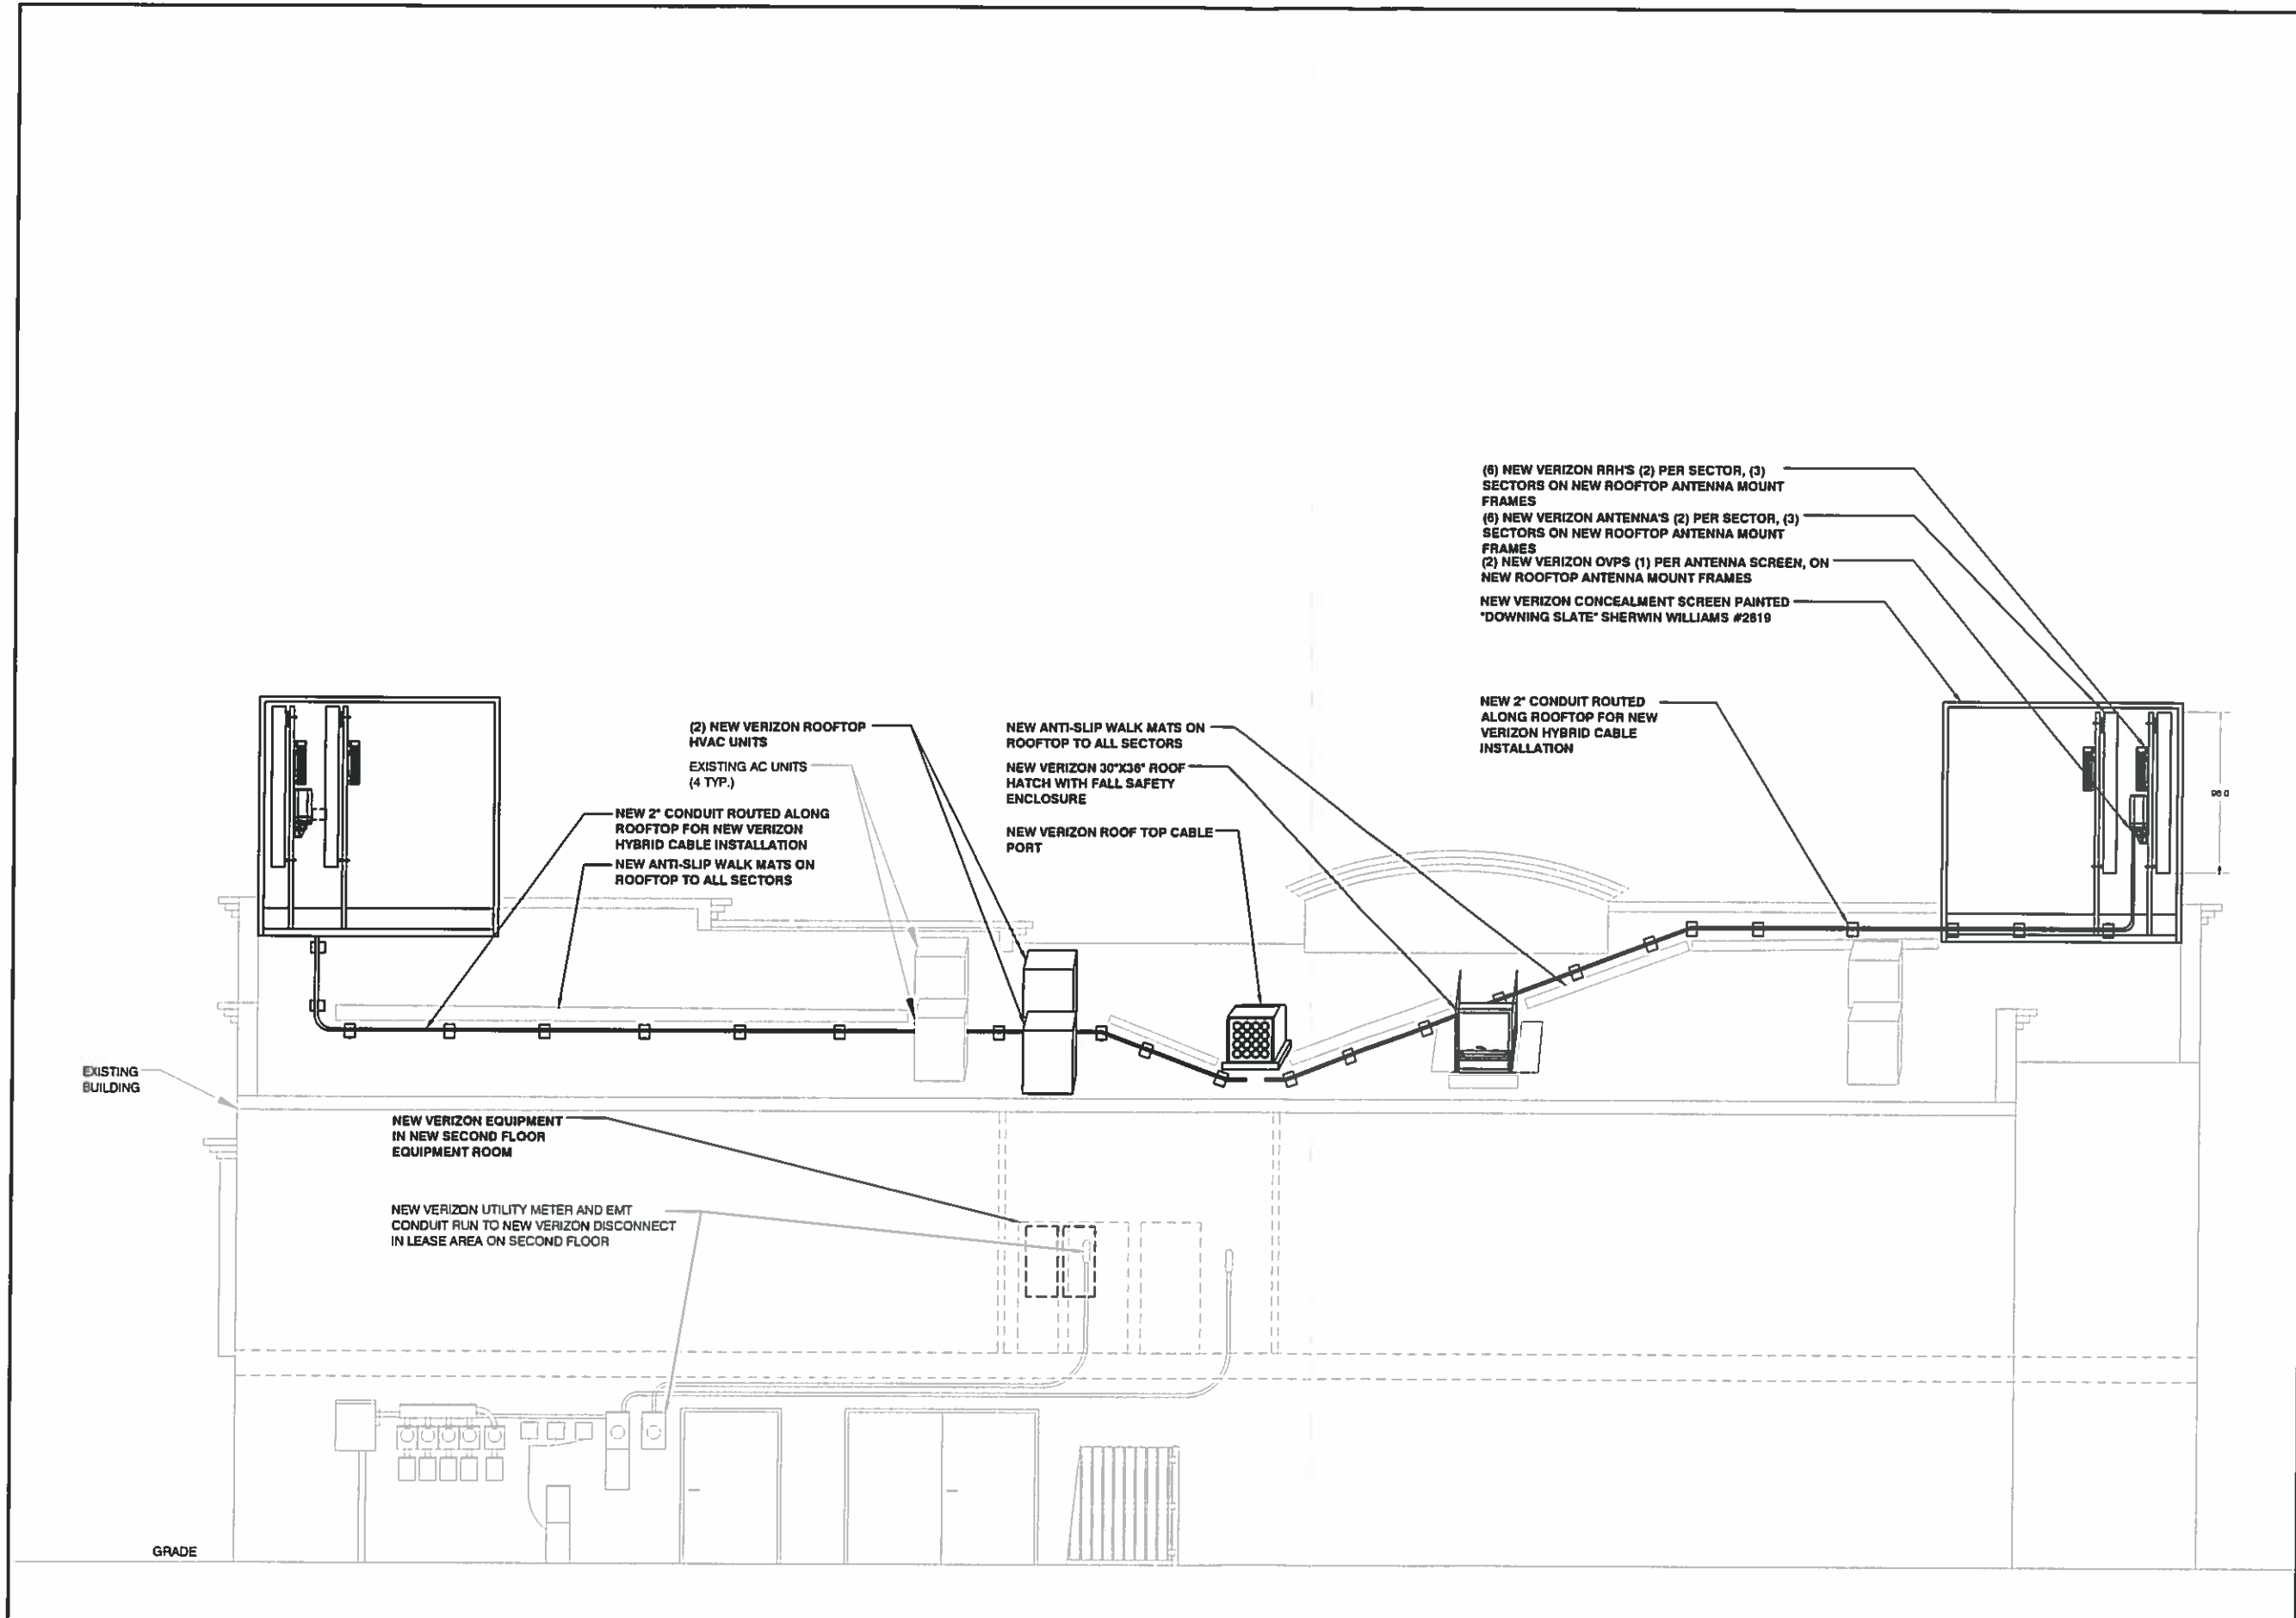 (6) NEW VERIZON RRH'S (2) PER SECTOR, (3)
SECTORS ON NEW ROOFTOP ANTENNA MOUNT
FRAMES
(6) NEW VERIZON ANTENNA'S (2) PER SECTOR, (3)
SECTORS ON NEW ROOFTOP ANTENNA MOUNT
FRAMES
(2) NEW VERIZON OVPS (1) PER ANTENNA SCREEN, ON
NEW ROOFTOP ANTENNA MOUNT FRAMES
NEW VERIZON CONCEALMENT SCREEN PAINTED
"DOWNING SLATE" SHERWIN WILLIAMS #2819
NEW 2" CONDUIT ROUTED
ALONG ROOFTOP FOR NEW
VERIZON HYBRID CABLE
INSTALLATION
(2) NEW VERIZON ROOFTOP
HVAC UNITS
EXISTING AC UNITS
(4 TYP.)
NEW 2" CONDUIT ROUTED ALONG
ROOFTOP FOR NEW VERIZON
HYBRID CABLE INSTALLATION
NEW ANTI-SLIP WALK MATS ON
ROOFTOP TO ALL SECTORS
NEW ANTI-SLIP WALK MATS ON
ROOFTOP TO ALL SECTORS
NEW VERIZON 30"X36" ROOF
HATCH WITH FALL SAFETY
ENCLOSURE
NEW VERIZON ROOF TOP CABLE
PORT
EXISTING
BUILDING
NEW VERIZON EQUIPMENT
IN NEW SECOND FLOOR
EQUIPMENT ROOM
NEW VERIZON UTILITY METER AND EMT
CONDUIT RUN TO NEW VERIZON DISCONNECT
IN LEASE AREA ON SECOND FLOOR
GRADE